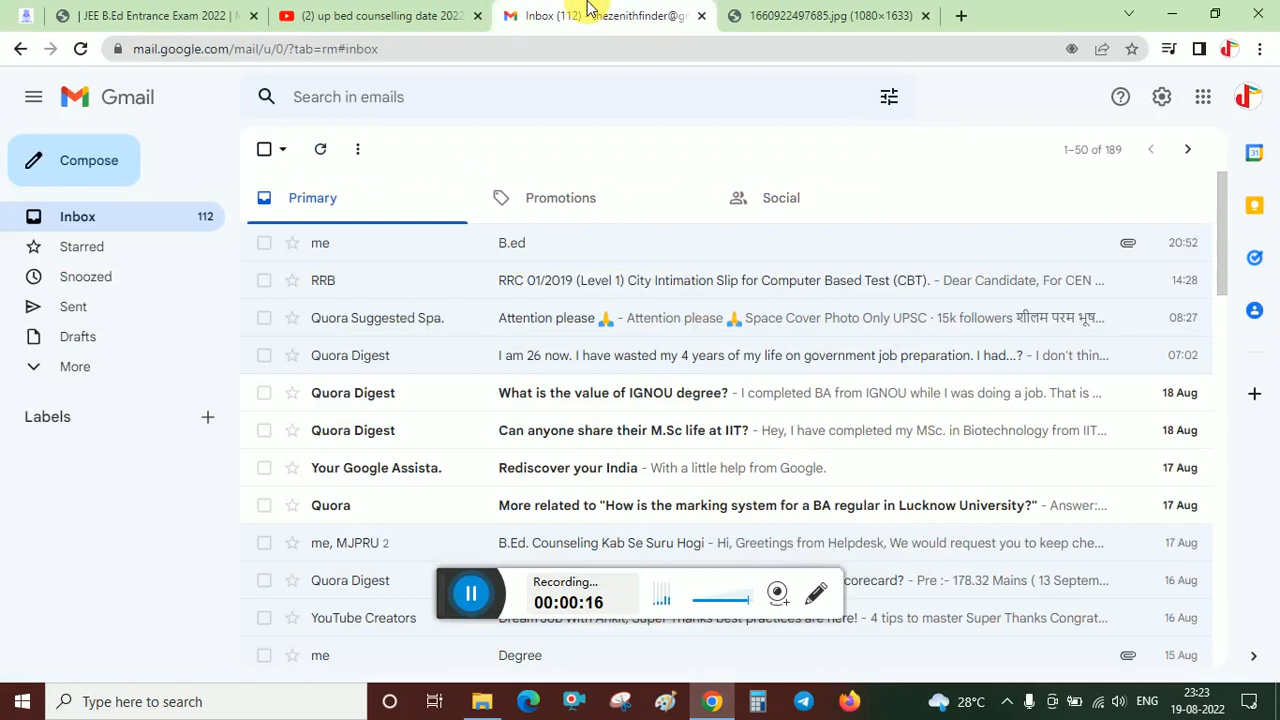 JEE B.Ed Entrance Exam 2022 |
(2) up bed counselling date 2022
Inbox (112)
hezenithfinder@g
1660922497685.jpg (1080×1633)
mail.google.com/mail/u/0/?tab=rm#inbox
Gmail
Search in emails
Compose
1–50 of 189
Primary
Promotions
Social
Inbox 112
Starred
Snoozed
Sent
Drafts
More
Labels
me B.ed 20:52
RRB RRC 01/2019 (Level 1) City Intimation Slip for Computer Based Test (CBT). - Dear Candidate, For CEN ... 14:28
Quora Suggested Spa. Attention please 🙏 - Attention please 🙏 Space Cover Photo Only UPSC · 15k followers शीलम परम भूष... 08:27
Quora Digest I am 26 now. I have wasted my 4 years of my life on government job preparation. I had...? - I don't thin... 07:02
Quora Digest What is the value of IGNOU degree? - I completed BA from IGNOU while I was doing a job. That is ... 18 Aug
Quora Digest Can anyone share their M.Sc life at IIT? - Hey, I have completed my MSc. in Biotechnology from IIT... 18 Aug
Your Google Assista. Rediscover your India - With a little help from Google. 17 Aug
Quora More related to "How is the marking system for a BA regular in Lucknow University?" - Answer:... 17 Aug
me, MJPRU 2 B.Ed. Counseling Kab Se Suru Hogi - Hi, Greetings from Helpdesk, We would request you to keep che... 17 Aug
Quora Digest corecard? - Pre :- 178.32 Mains ( 13 Septem... 16 Aug
YouTube Creators Dream Job With Ankit, Super Thanks best practices are here! - 4 tips to master Super Thanks Congrat... 16 Aug
me Degree 15 Aug
Recording...
00:00:16
Type here to search
28°C
ENG
23:23
19-08-2022